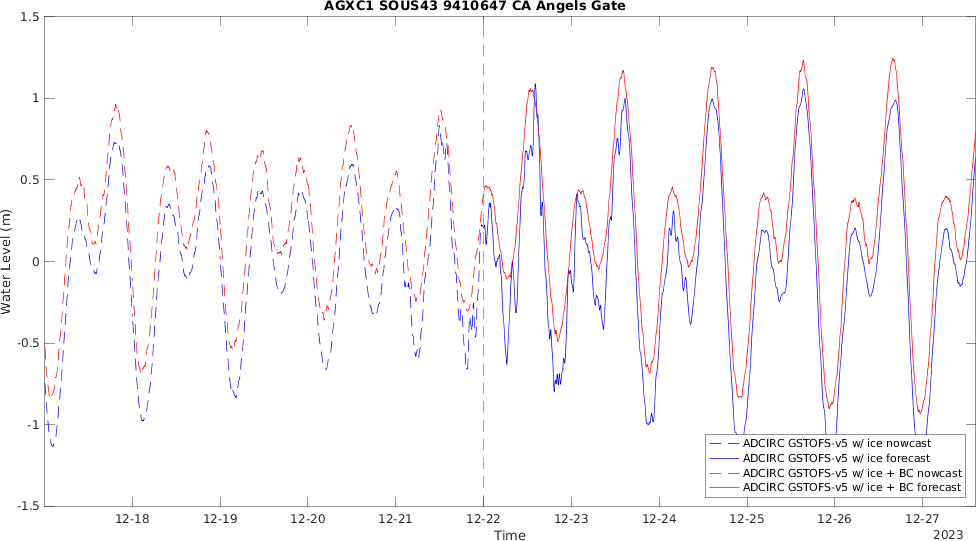 AGXC1 SOUS43 9410647 CA Angels Gate
1.5
1
0.5
0
-0.5
-1
-1.5
Water Level (m)
12-18
12-19
12-20
12-21
12-22
12-23
12-24
12-25
12-26
12-27
Time
2023
ADCIRC GSTOFS-v5 w/ ice nowcast
ADCIRC GSTOFS-v5 w/ ice forecast
ADCIRC GSTOFS-v5 w/ ice + BC nowcast
ADCIRC GSTOFS-v5 w/ ice + BC forecast